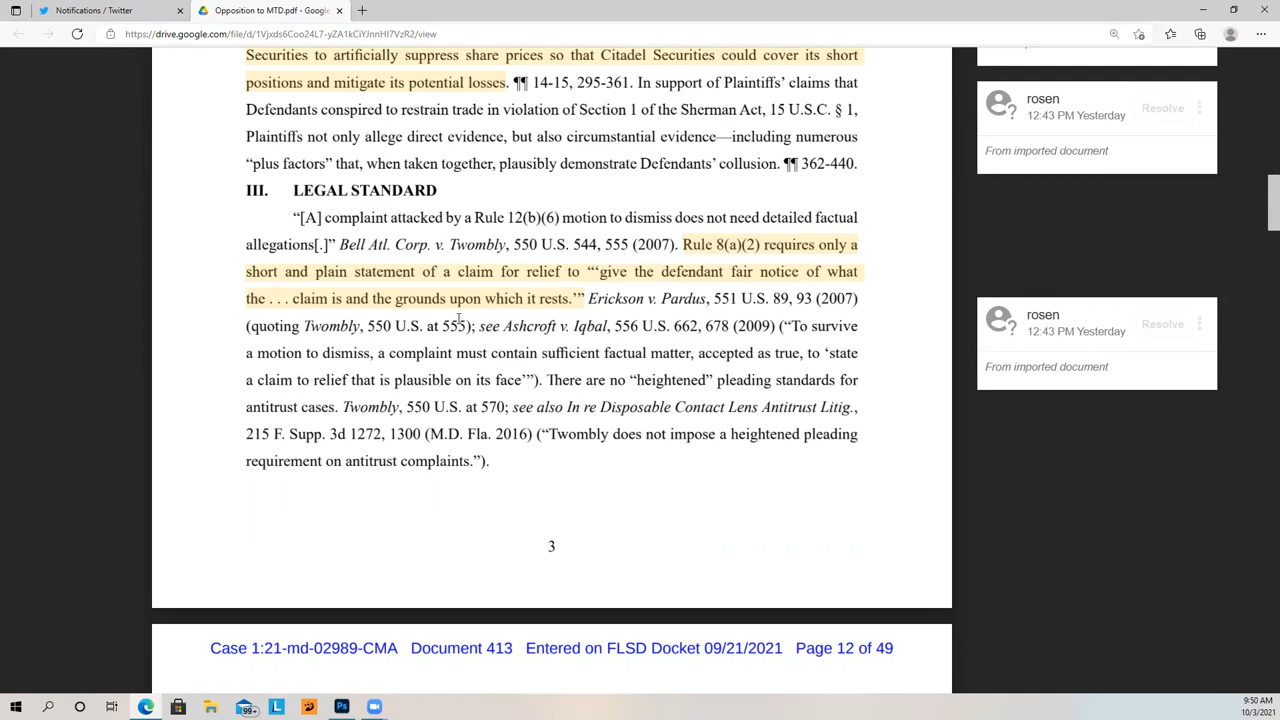 Notifications / Twitter
Opposition to MTD.pdf - Google
https://drive.google.com/file/d/1Vjxds6Coo24L7-yZA1kCiYJnnHI7VzR2/view
Securities to artificially suppress share prices so that Citadel Securities could cover its short
positions and mitigate its potential losses. ¶¶ 14-15, 295-361. In support of Plaintiffs’ claims that
Defendants conspired to restrain trade in violation of Section 1 of the Sherman Act, 15 U.S.C. § 1,
Plaintiffs not only allege direct evidence, but also circumstantial evidence—including numerous
“plus factors” that, when taken together, plausibly demonstrate Defendants’ collusion. ¶¶ 362-440.
III. LEGAL STANDARD
“[A] complaint attacked by a Rule 12(b)(6) motion to dismiss does not need detailed factual
allegations[.]” Bell Atl. Corp. v. Twombly, 550 U.S. 544, 555 (2007). Rule 8(a)(2) requires only a
short and plain statement of a claim for relief to “‘give the defendant fair notice of what
the . . . claim is and the grounds upon which it rests.’” Erickson v. Pardus, 551 U.S. 89, 93 (2007)
(quoting Twombly, 550 U.S. at 555); see Ashcroft v. Iqbal, 556 U.S. 662, 678 (2009) (“To survive
a motion to dismiss, a complaint must contain sufficient factual matter, accepted as true, to ‘state
a claim to relief that is plausible on its face’”). There are no “heightened” pleading standards for
antitrust cases. Twombly, 550 U.S. at 570; see also In re Disposable Contact Lens Antitrust Litig.,
215 F. Supp. 3d 1272, 1300 (M.D. Fla. 2016) (“Twombly does not impose a heightened pleading
requirement on antitrust complaints.”).
3
Case 1:21-md-02989-CMA Document 413 Entered on FLSD Docket 09/21/2021 Page 12 of 49
rosen
12:43 PM Yesterday
Resolve
From imported document
rosen
12:43 PM Yesterday
Resolve
From imported document
99+
L
Ps
9:50 AM
10/3/2021